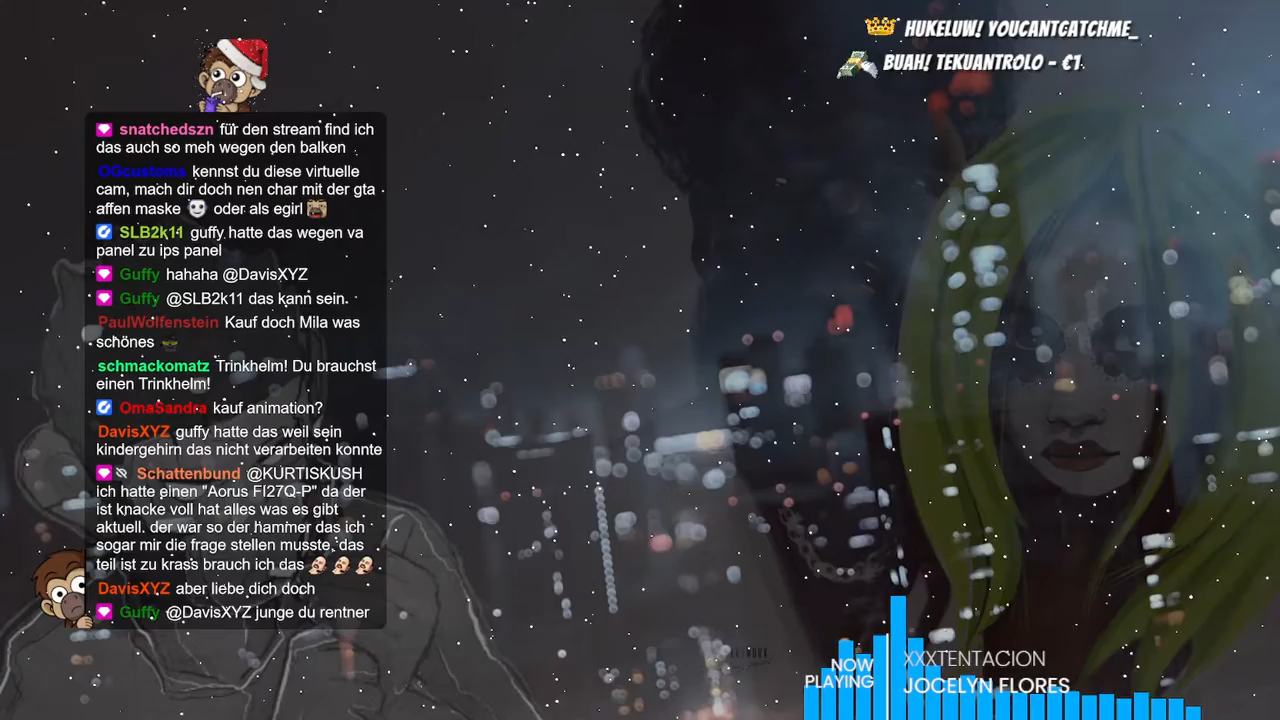 HUKELUW! YOUCANTGATCHME_
BUAH! TEKUANTROLO - €1
snatchedszn für den stream find ich
das auch so meh wegen den balken
OGcustoms kennst du diese virtuelle
cam, mach dir doch nen char mit der gta
affen maske oder als egirl
SLB2k11 guffy hatte das wegen va
panel zu ips panel
Guffy hahaha @DavisXYZ
Guffy @SLB2k11 das kann sein.
PaulWolfenstein Kauf doch Mila was
schönes
schmackomatz Trinkhelm! Du brauchst
einen Trinkhelm!
OmaSandra kauf animation?
DavisXYZ guffy hatte das weil sein
kindergehirn das nicht verarbeiten konnte
Schattenbund @KURTISKUSH
ich hatte einen "Aorus FI27Q-P" da der
ist knacke voll hat alles was es gibt
aktuell. der war so der hammer das ich
sogar mir die frage stellen musste, das
teil ist zu krass brauch ich das
DavisXYZ aber liebe dich doch
Guffy @DavisXYZ junge du rentner
NOW
PLAYING
XXXTENTACION
JOCELYN FLORES